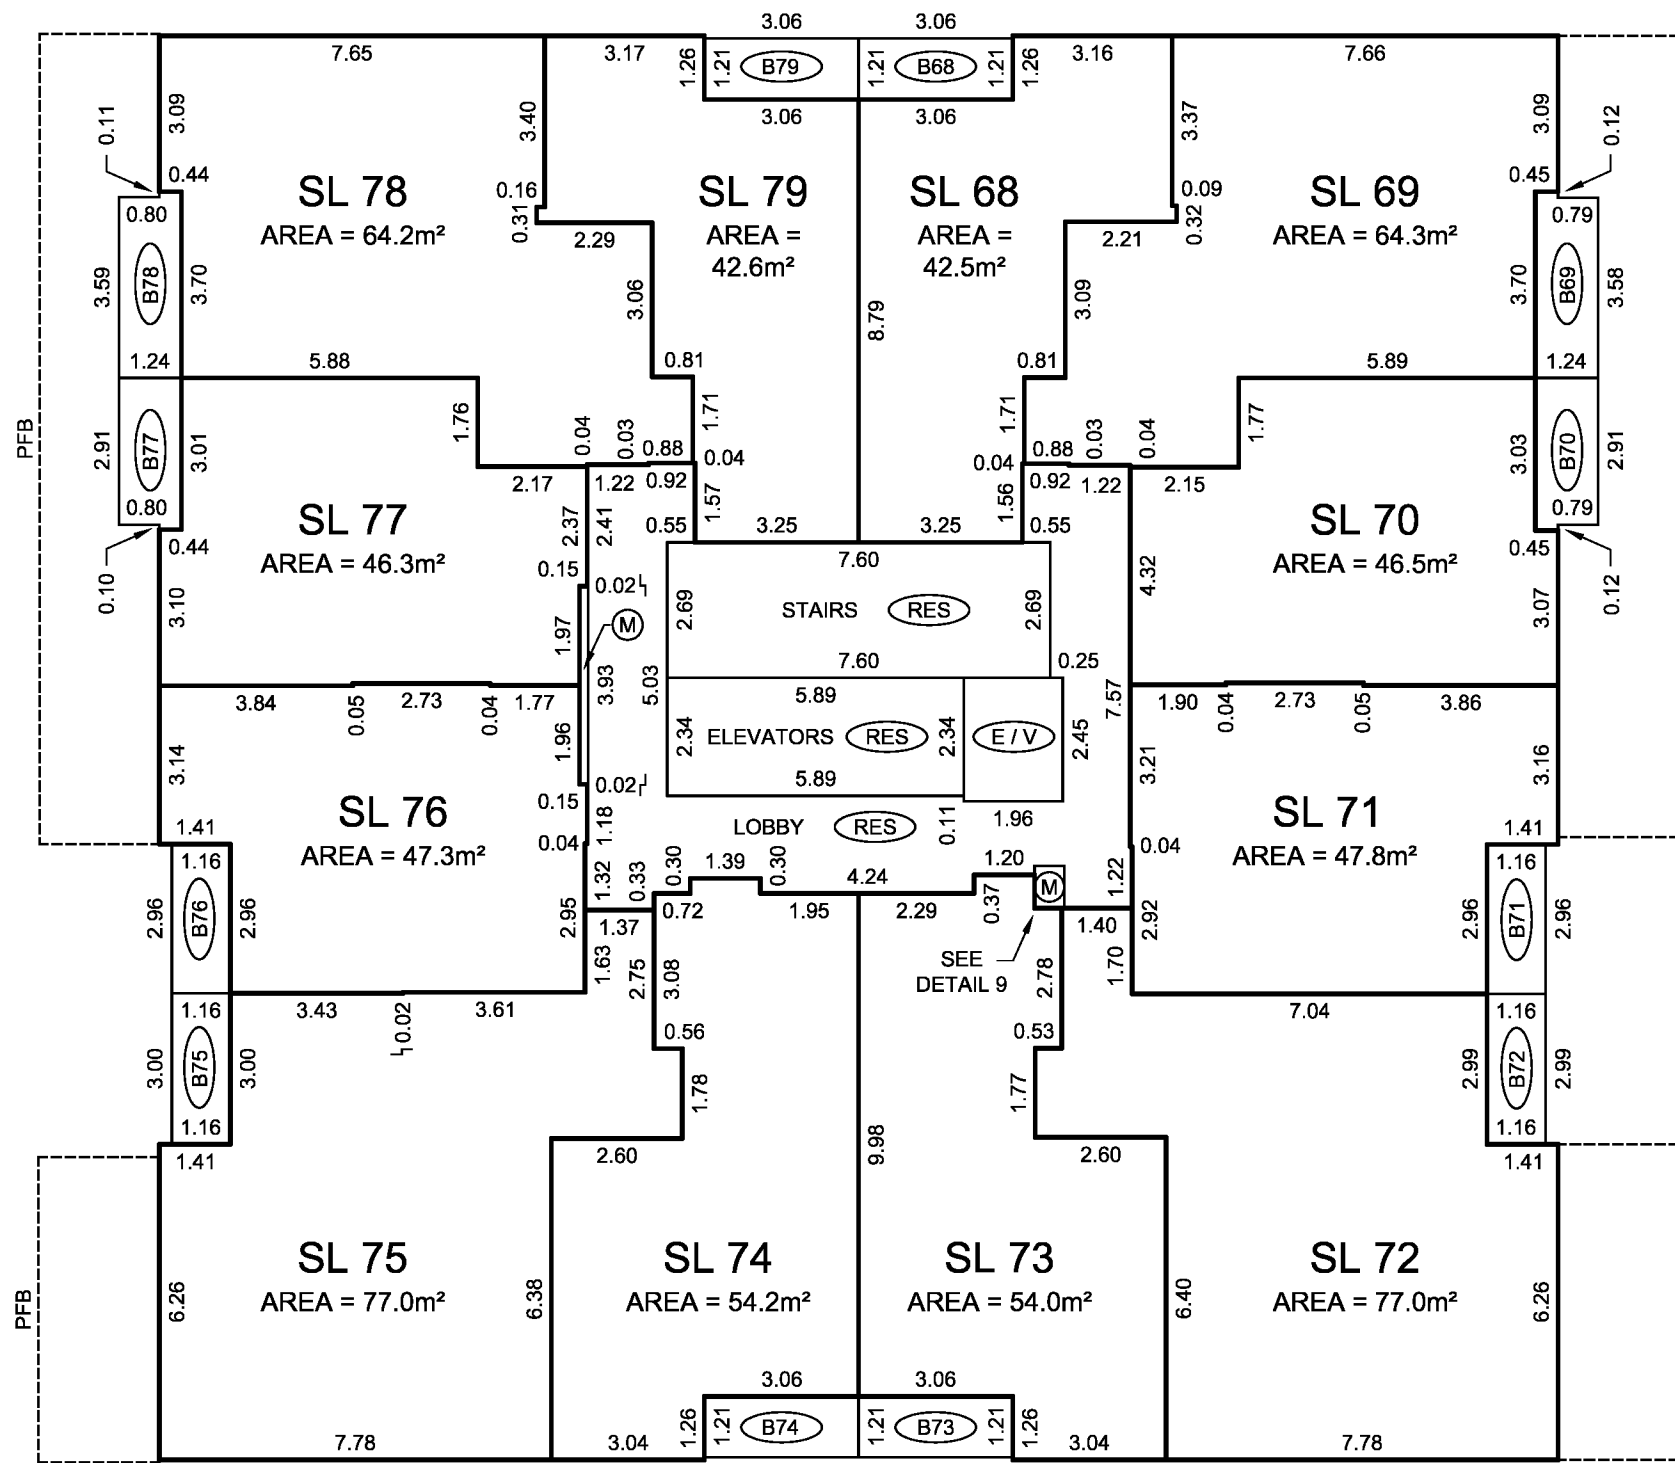 3.06 3.06
7.65 3.17 1.26 1.21 B79 1.21 B68 1.21 1.26 3.16 7.66
3.06 3.06
0.11 3.09 3.40 3.37 3.09 0.12
0.44 0.16 0.09 0.45
SL 78 SL 79 SL 68 SL 69
0.80 0.31 0.32 0.79
AREA = 64.2m² AREA = AREA = AREA = 64.3m²
2.29 2.21
42.6m² 42.5m²
3.59 B78 3.70 3.06 8.79 3.09 3.70 B69 3.58
1.24 5.88 0.81 0.81 5.89 1.24
PFB
1.76 1.71 1.71 1.77
2.91 B77 3.01 0.04 0.03 0.88 0.04 0.04 0.88 0.03 0.04 3.03 B70 2.91
2.17 1.22 0.92 0.92 1.22 2.15
0.80 0.79
SL 77 1.57 1.56 SL 70
2.37 2.41 0.55 3.25 3.25 0.55
0.44 0.45
AREA = 46.3m² 7.60 AREA = 46.5m²
0.10 3.10 0.15 0.02 4.32 3.07 0.12
2.69 STAIRS RES 2.69
1.97 M
7.60 0.25
3.84 0.05 2.73 0.04 1.77 3.93 5.03 5.89 7.57 1.90 0.04 2.73 0.05 3.86
3.14 1.96 2.34 ELEVATORS RES 2.34 E / V 2.45 3.21 3.16
0.02 5.89
SL 76 0.15 SL 71
1.41 1.18 LOBBY RES 0.11 1.96 1.41
AREA = 47.3m² 0.04 0.04 AREA = 47.8m²
1.16 1.32 0.33 0.30 1.39 0.30 4.24 1.20 M 1.22 1.16
2.96 B76 2.96 2.95 1.37 0.72 1.95 2.29 0.37 1.40 2.92 2.96 B71 2.96
SEE
DETAIL 9
1.63 2.75 3.08 2.78 1.70
1.16 3.43 0.02 3.61 7.04 1.16
0.56 0.53
3.00 B75 3.00 1.78 1.77 2.99 B72 2.99
1.16 1.16
1.41 2.60 9.98 2.60 1.41
SL 75 SL 74 SL 73 SL 72
AREA = 77.0m² AREA = 54.2m² AREA = 54.0m² AREA = 77.0m²
PFB 6.26 6.38 6.40 6.26
3.06 3.06
7.78 3.04 1.26 1.21 B74 1.21 B73 1.21 1.26 3.04 7.78